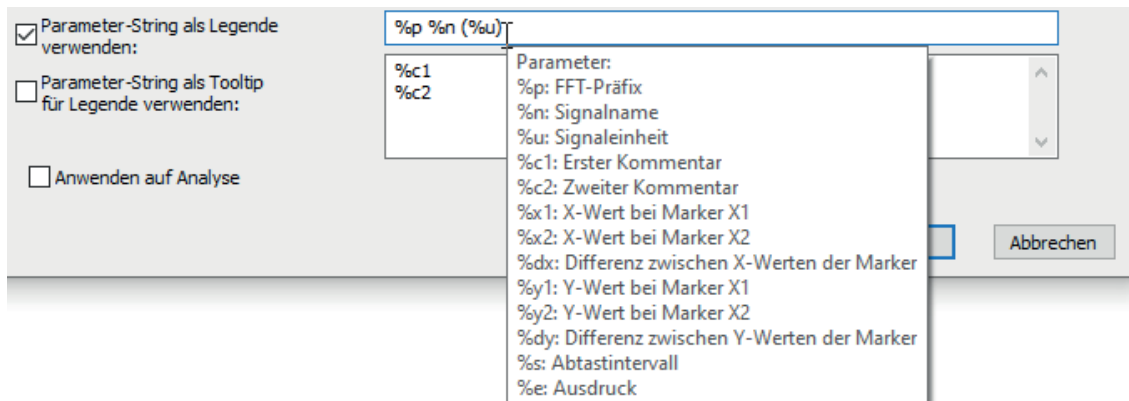 Parameter-String als Legende
verwenden:
%p %n (%u)
Parameter-String als Tooltip
für Legende verwenden:
%c1
%c2
Anwenden auf Analyse
Parameter:
%p: FFT-Präfix
%n: Signalname
%u: Signaleinheit
%c1: Erster Kommentar
%c2: Zweiter Kommentar
%x1: X-Wert bei Marker X1
%x2: X-Wert bei Marker X2
%dx: Differenz zwischen X-Werten der Marker
%y1: Y-Wert bei Marker X1
%y2: Y-Wert bei Marker X2
%dy: Differenz zwischen Y-Werten der Marker
%s: Abtastintervall
%e: Ausdruck
Abbrechen